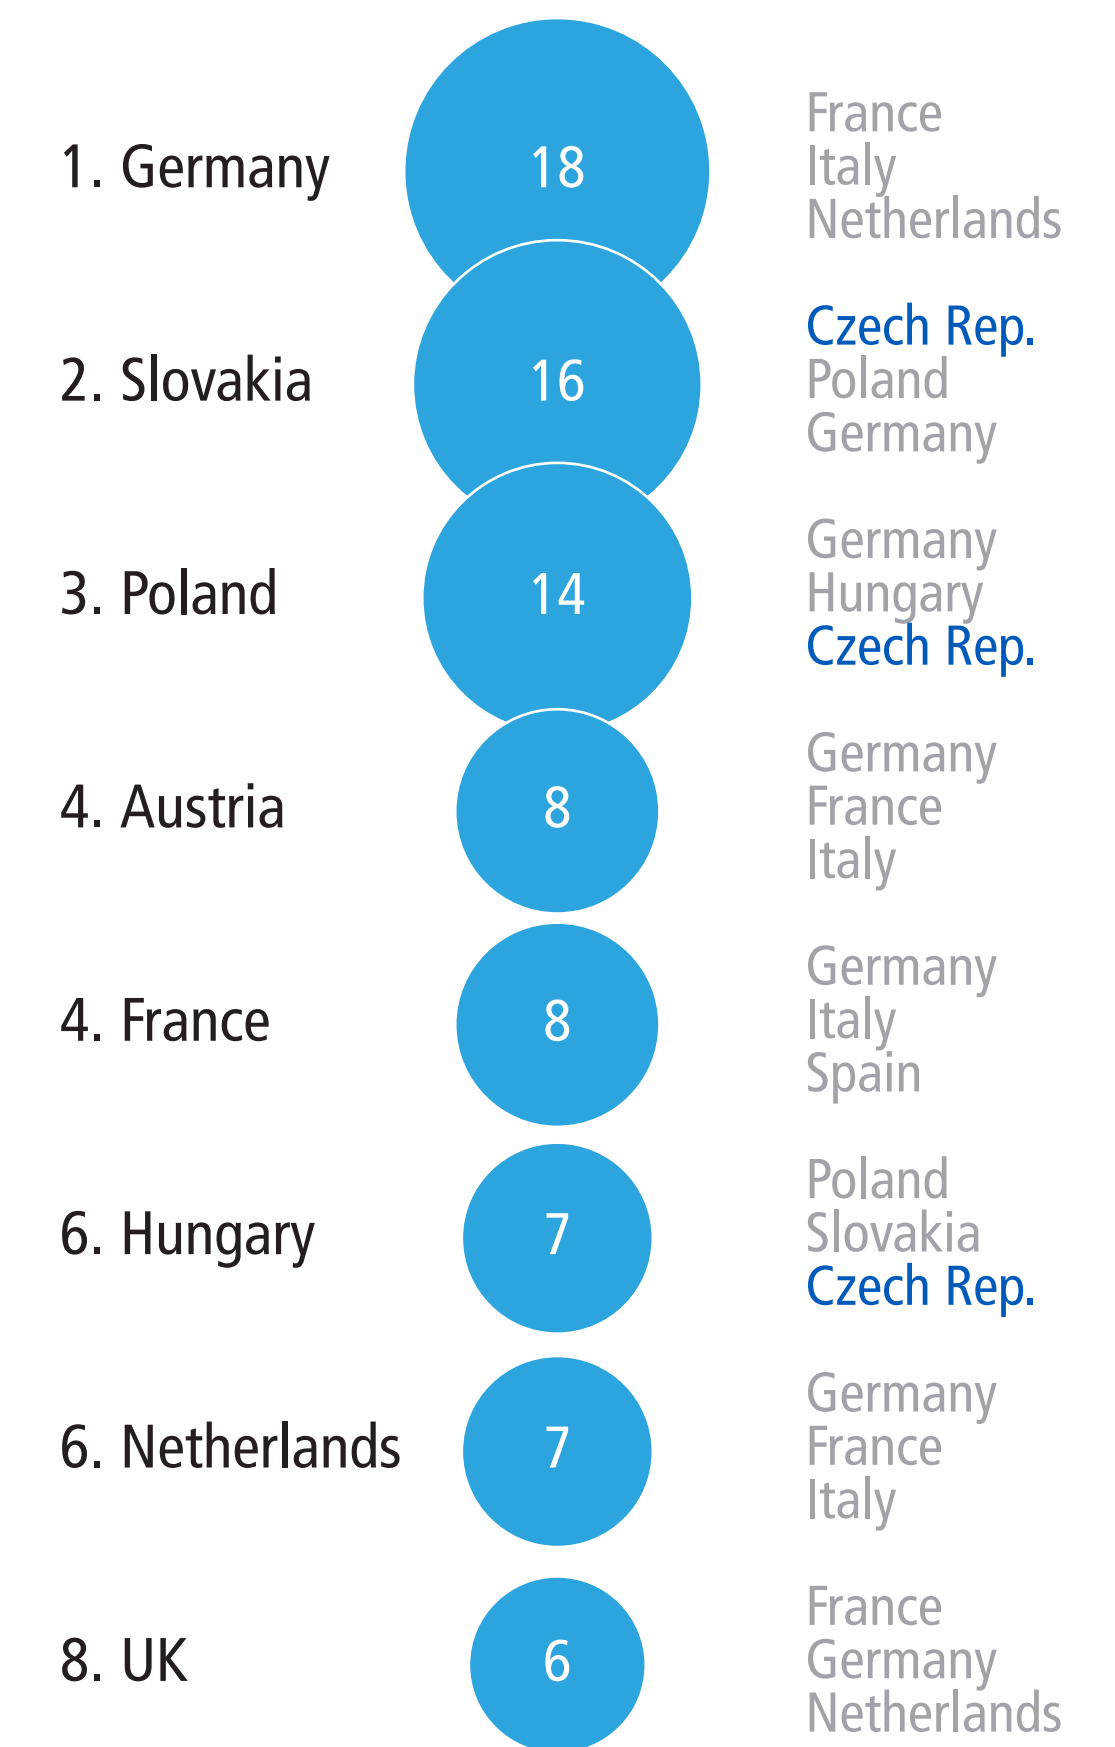 1. Germany
18
France
Italy
Netherlands
2. Slovakia
16
Czech Rep.
Poland
Germany
3. Poland
14
Germany
Hungary
Czech Rep.
4. Austria
8
Germany
France
Italy
4. France
8
Germany
Italy
Spain
6. Hungary
7
Poland
Slovakia
Czech Rep.
6. Netherlands
7
Germany
France
Italy
8. UK
6
France
Germany
Netherlands